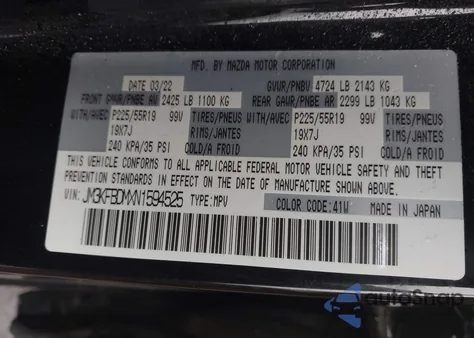 MFD. BY MAZDA MOTOR CORPORATION
DATE 03/22 GVWR/PNBV 4724 LB 2143 KG
FRONT GAWR/PNBE AV 2425 LB 1100 KG REAR GAWR/PNBE AR 2299 LB 1043 KG
WITH/AVEC P225/55R19 99V TIRES/PNEUS WITH/AVEC P225/55R19 99V TIRES/PNEUS
19X7J RIMS/JANTES 19X7J RIMS/JANTES
240 KPA/35 PSI COLD/A FROID 240 KPA/35 PSI COLD/A FROID
THIS VEHICLE CONFORMS TO ALL APPLICABLE FEDERAL MOTOR VEHICLE SAFETY AND THEFT
PREVENTION STANDARDS IN EFFECT ON THE DATE OF MANUFACTURE SHOWN ABOVE.
VIN: JM3KFBDMXN1594525 TYPE:MPV COLOR CODE:41W MADE IN JAPAN
autoSnap